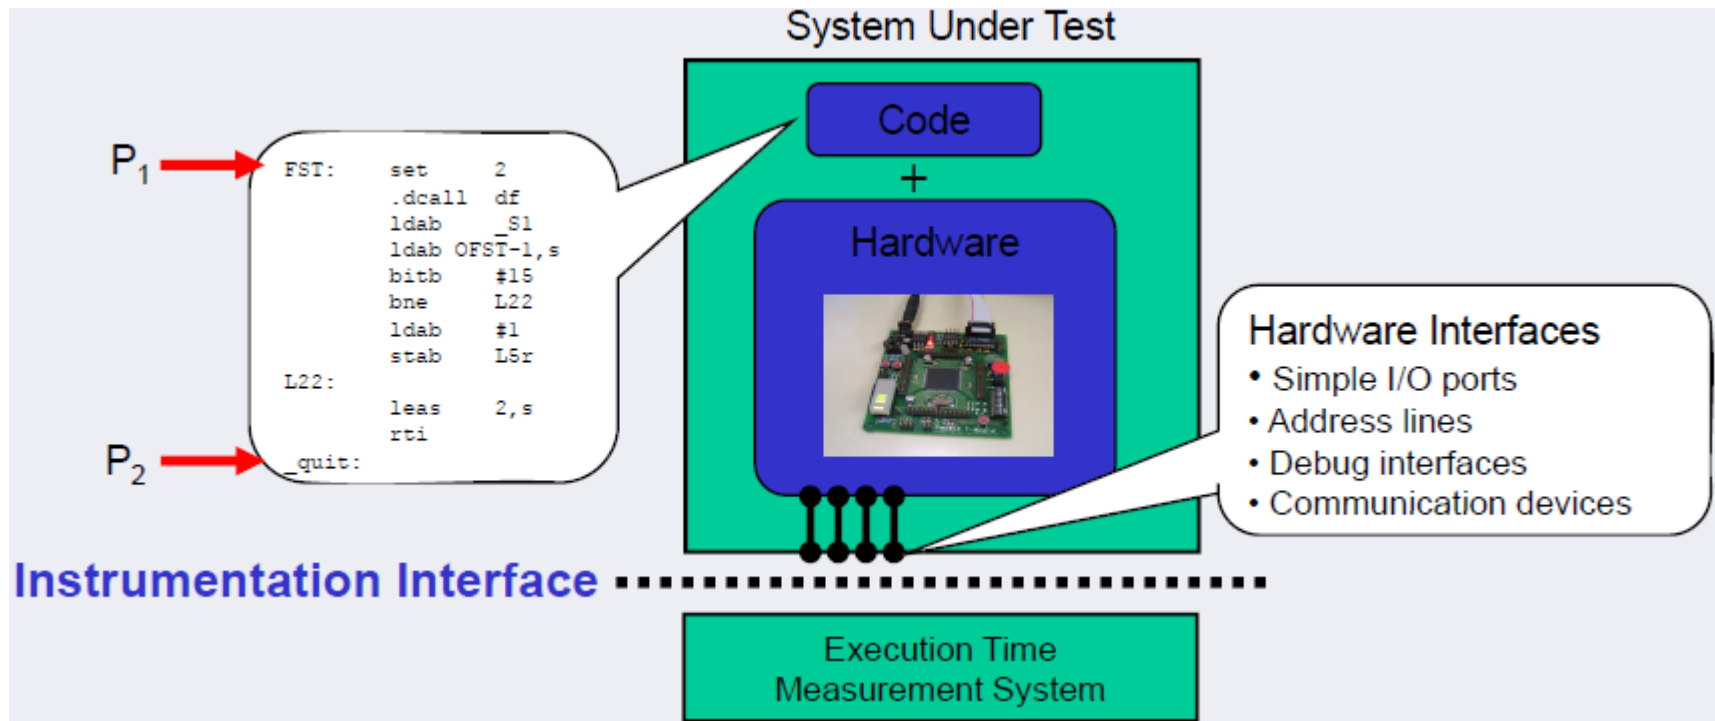 System Under Test
Code
+
Hardware
P1
FST: set 2
.dcall df
ldab _S1
ldab OFST-1,s
bitb #15
bne L22
ldab #1
stab L5r
L22:
leas 2,s
rti
P2
_quit:
Hardware Interfaces
• Simple I/O ports
• Address lines
• Debug interfaces
• Communication devices
Instrumentation Interface
Execution Time
Measurement System